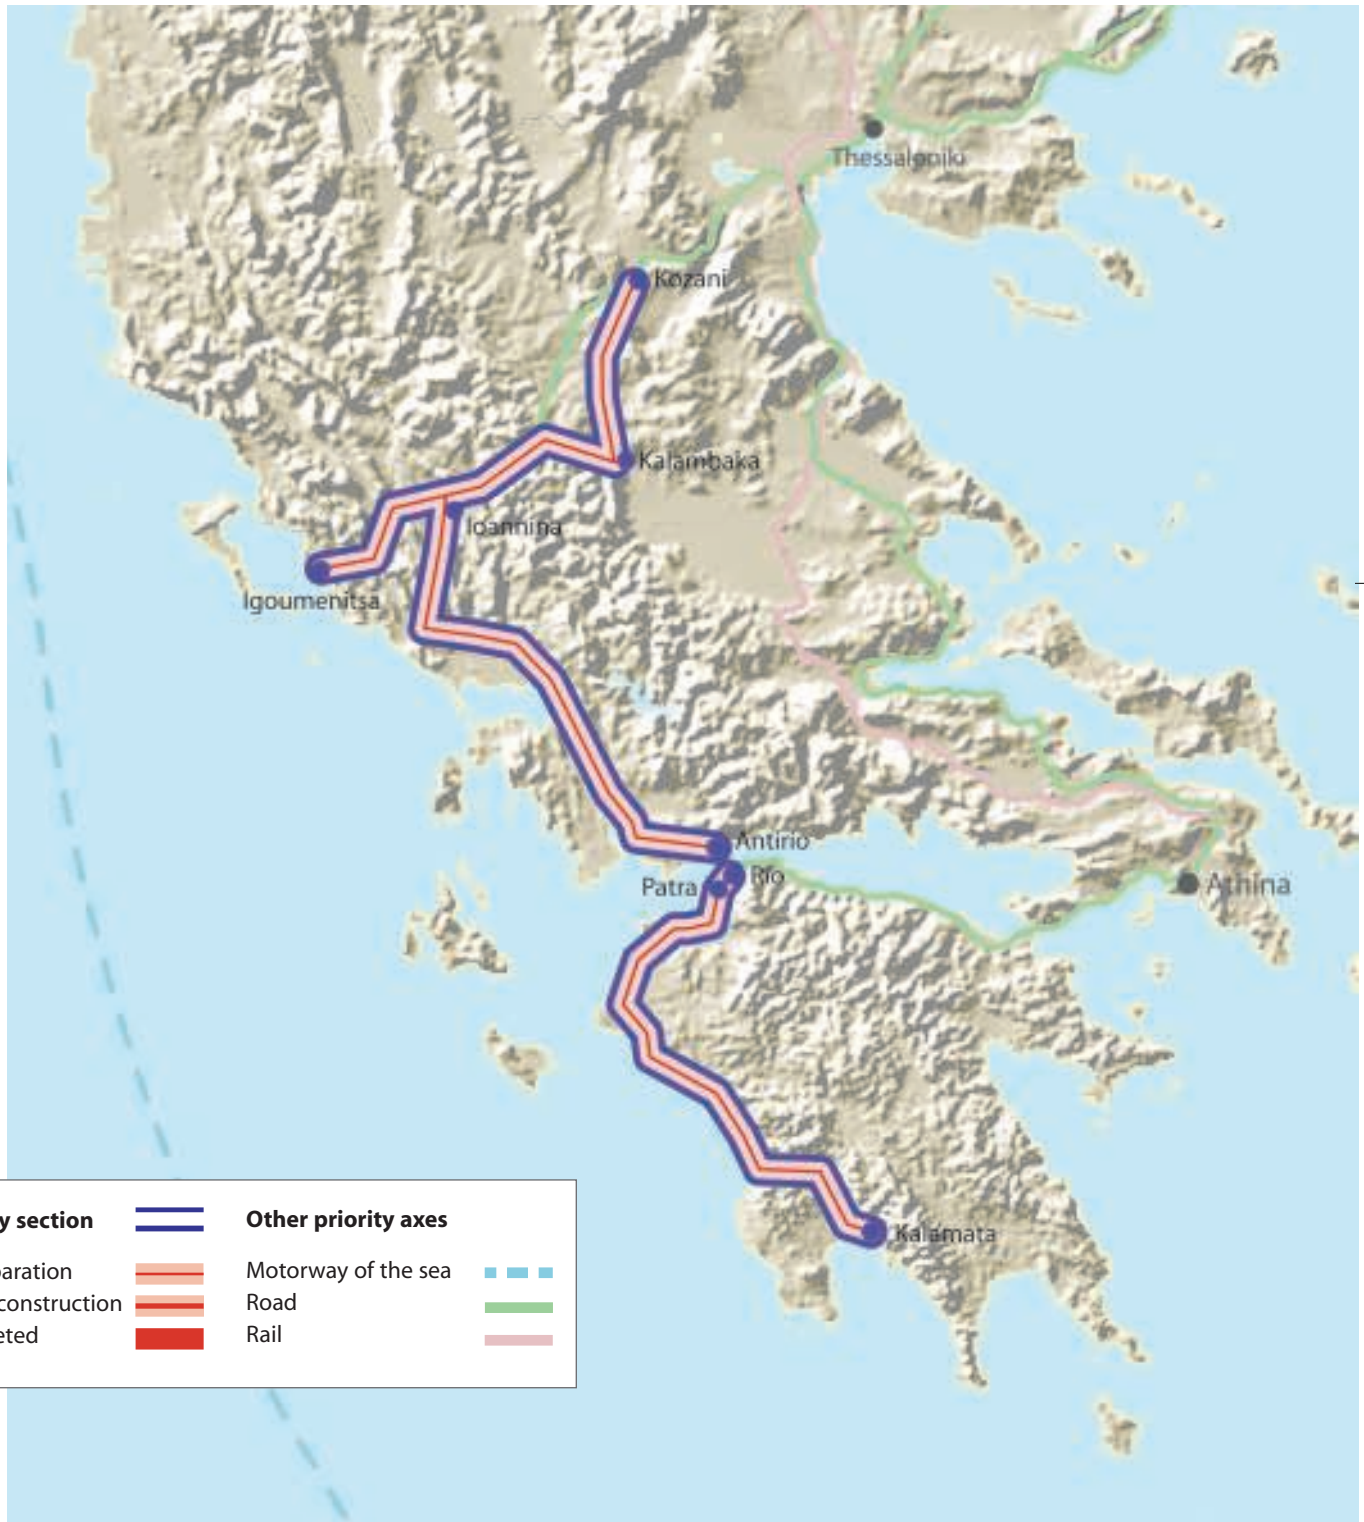 Thessaloniki
Kozani
Kalambaka
Ioannina
Igoumenitsa
Antirio
Rio
Patra
Athina
Kalamata
y section
Other priority axes
aration
Motorway of the sea
construction
Road
eted
Rail